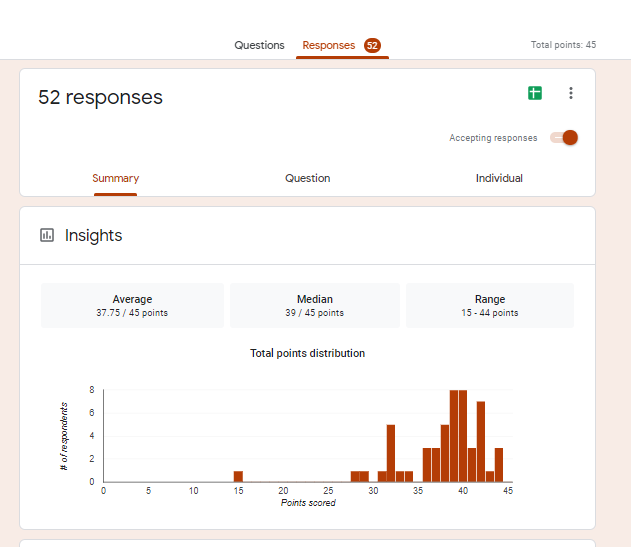 Questions Responses 52 Total points: 45
52 responses
Accepting responses
Summary Question Individual
Insights
Average Median Range
37.75 / 45 points 39 / 45 points 15 - 44 points
Total points distribution
# of respondents
8
6
4
2
0
0 5 10 15 20 25 30 35 40 45
Points scored